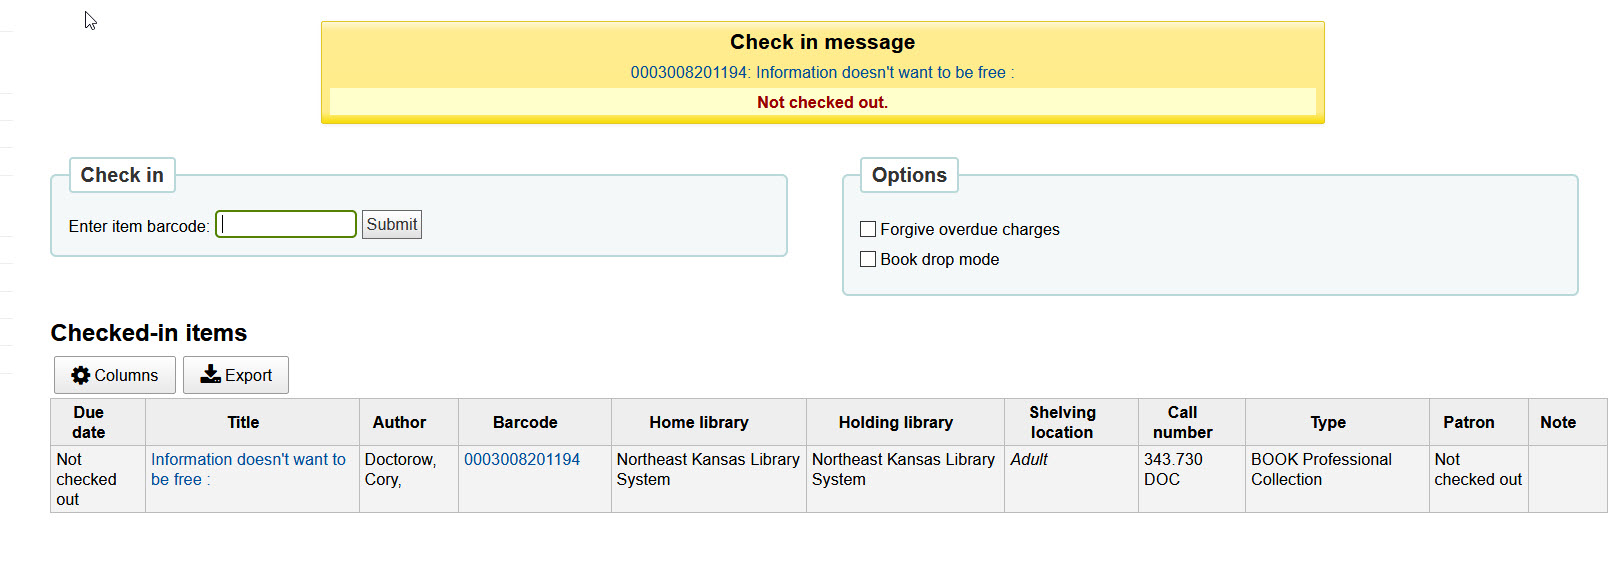 Check in message
0003008201194: Information doesn't want to be free :
Not checked out.
Check in
Enter item barcode: Submit
Options
Forgive overdue charges
Book drop mode
Checked-in items
Columns Export
Due date Title Author Barcode Home library Holding library Shelving location Call number Type Patron Note
Not checked out Information doesn't want to be free : Doctorow, Cory, 0003008201194 Northeast Kansas Library System Northeast Kansas Library System Adult 343.730 DOC BOOK Professional Collection Not checked out